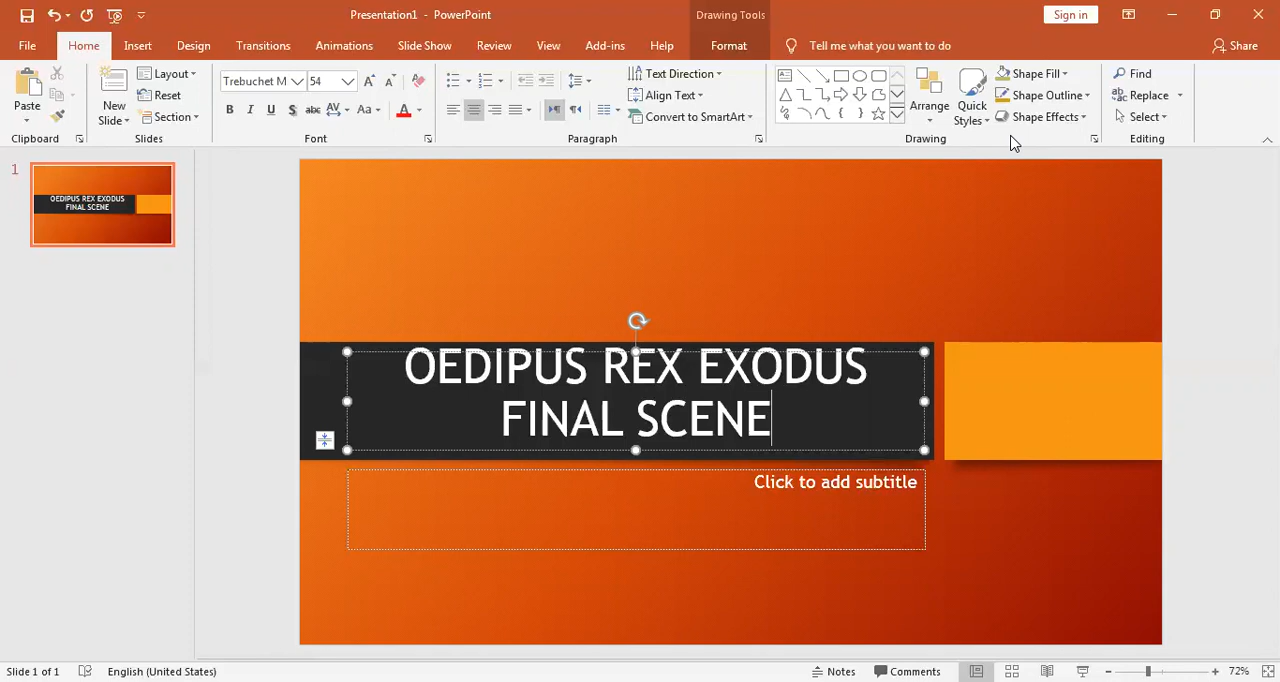 Presentation1 - PowerPoint
Drawing Tools
Sign in
File Home Insert Design Transitions Animations Slide Show Review View Add-ins Help Format Tell me what you want to do Share
Paste
Clipboard
New
Slide
Layout
Reset
Section
Slides
Trebuchet M 54
B I U S abc AV Aa A
Font
Text Direction
Align Text
Convert to SmartArt
Paragraph
Arrange
Quick
Styles
Shape Fill
Shape Outline
Shape Effects
Drawing
Find
Replace
Select
Editing
1
OEDIPUS REX EXODUS
FINAL SCENE
OEDIPUS REX EXODUS
FINAL SCENE
Click to add subtitle
Slide 1 of 1 English (United States) Notes Comments 72%